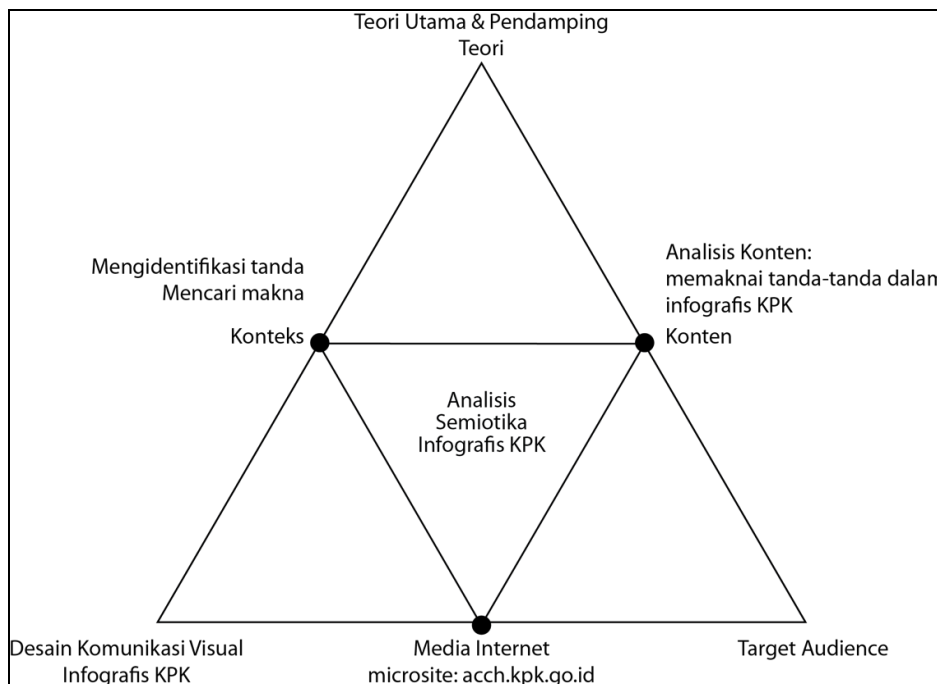 Teori Utama & Pendamping
Teori
Mengidentifikasi tanda
Mencari makna
Konteks
Analisis Konten:
memaknai tanda-tanda dalam
infografis KPK
Konten
Analisis
Semiotika
Infografis KPK
Desain Komunikasi Visual
Infografis KPK
Media Internet
microsite: acch.kpk.go.id
Target Audience